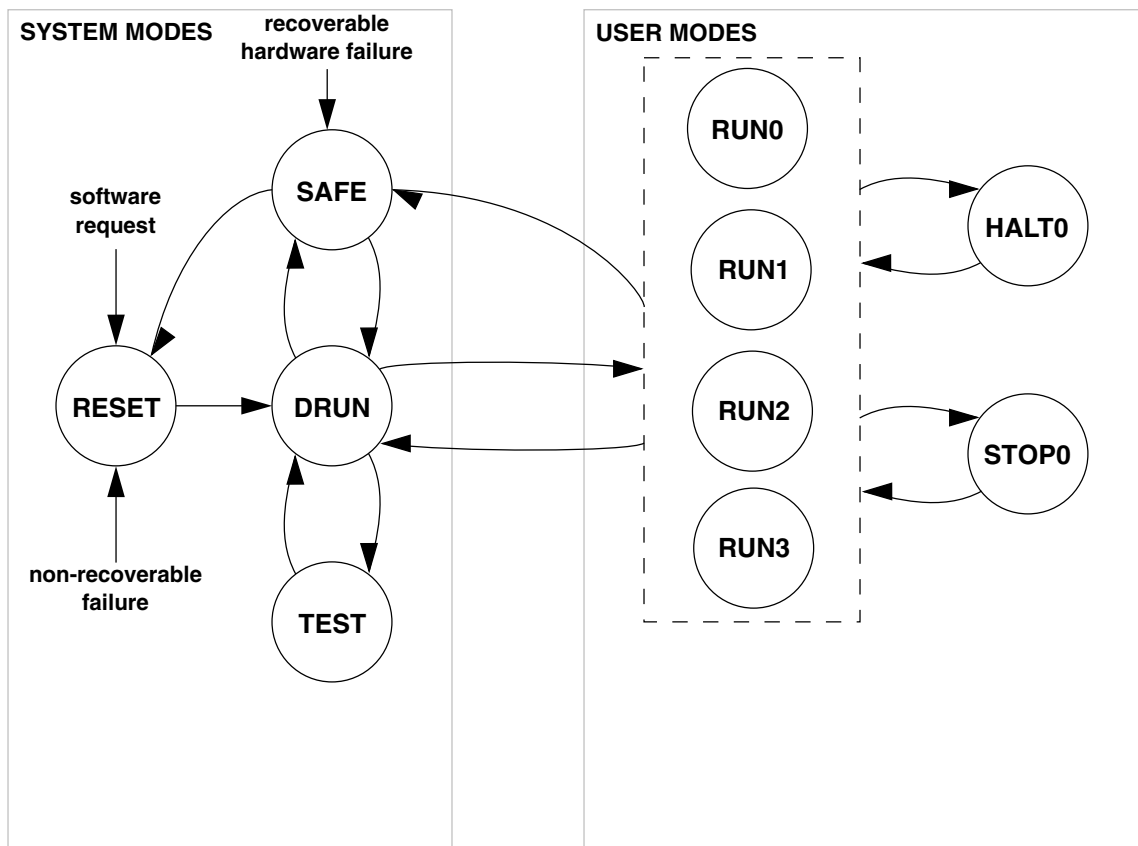 SYSTEM MODES
recoverable
hardware failure
SAFE
software
request
RESET
DRUN
non-recoverable
failure
TEST
USER MODES
RUN0
RUN1
RUN2
RUN3
HALT0
STOP0